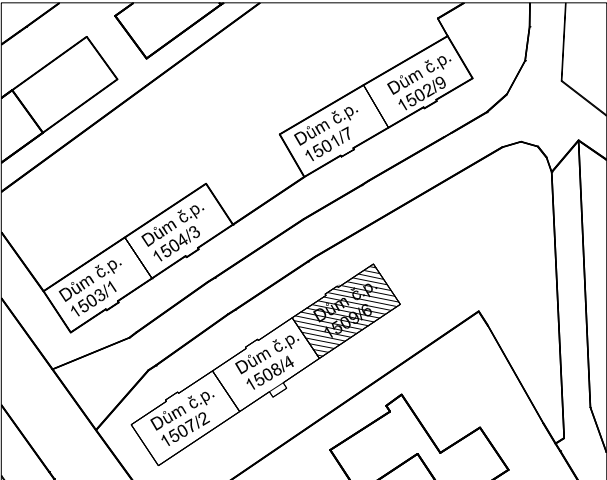 Dům č.p.
1502/9
Dům č.p.
1501/7
Dům č.p.
1504/3
Dům č.p.
1503/1
Dům č.p.
1509/6
Dům č.p.
1508/4
Dům č.p.
1507/2